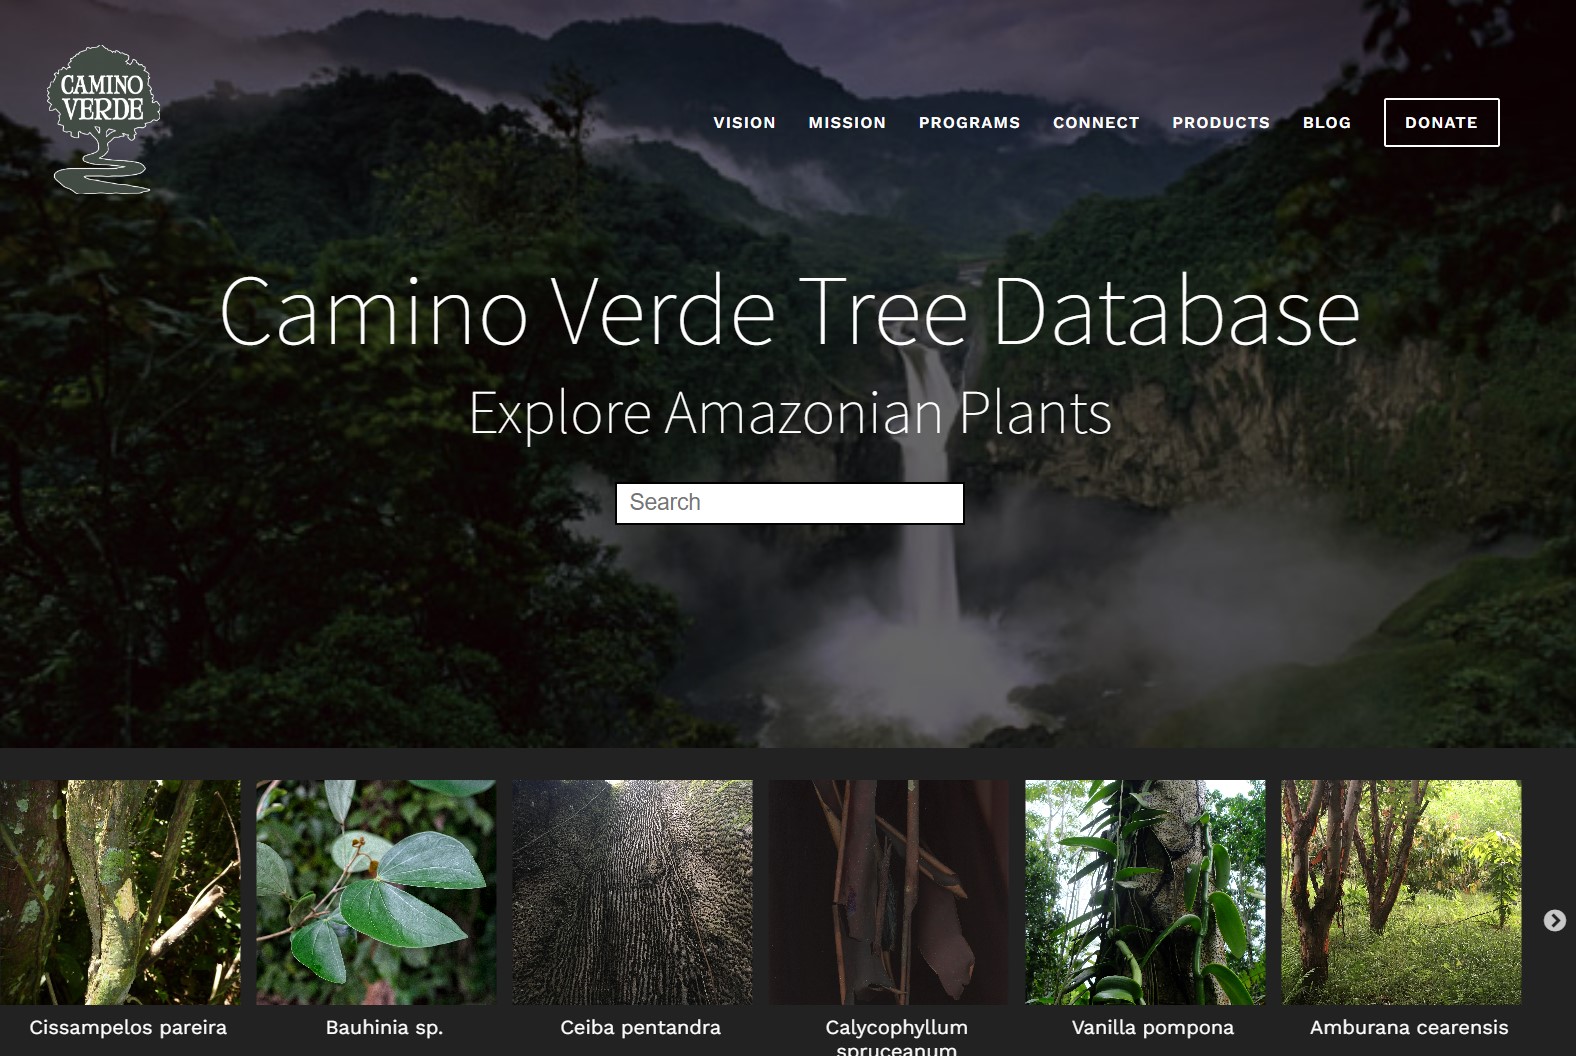 CAMINO
VERDE
VISION MISSION PROGRAMS CONNECT PRODUCTS BLOG DONATE
Camino Verde Tree Database
Explore Amazonian Plants
Search
Cissampelos pareira
Bauhinia sp.
Ceiba pentandra
Calycophyllum
spruceanum
Vanilla pompona
Amburana cearensis